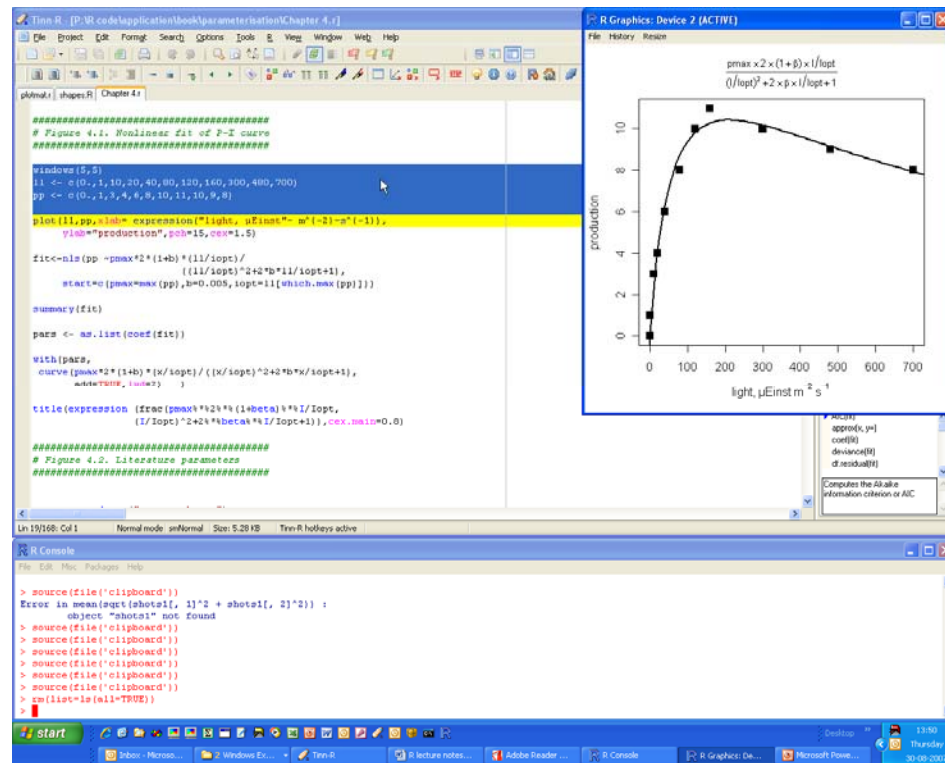 Tinn-R - [P:\R code\application\book\parameterisation\Chapter 4.r]
File Project Edit Format Search Options Tools R View Window Web Help
plotmat.r shapes.R Chapter 4.r
########################################
# Figure 4.1. Nonlinear fit of P-I curve
########################################
windows(5,5)
ll <- c(0.,1,10,20,40,80,120,160,300,480,700)
pp <- c(0.,1,3,4,6,8,10,11,10,9,8)
plot(ll,pp,xlab= expression("light, µEinst"~ m^{-2}~s^{-1}),
ylab="production",pch=15,cex=1.5)
fit<-nls(pp ~pmax*2*(1+b)*(ll/iopt)/
((ll/iopt)^2+2*b*ll/iopt+1),
start=c(pmax=max(pp),b=0.005,iopt=ll[which.max(pp)]))
summary(fit)
pars <- as.list(coef(fit))
with(pars,
curve(pmax*2*(1+b)*(x/iopt)/((x/iopt)^2+2*b*x/iopt+1),
add=TRUE,lwd=2) )
title(expression (frac(pmax%*%2%*%(1+beta)%*%I/Iopt,
(I/Iopt)^2+2%*%beta%*%I/Iopt+1)),cex.main=0.8)
########################################
# Figure 4.2. Literature parameters
########################################
Lin 19/168: Col 1 Normal mode smNormal Size: 5.28 KB Tinn-R hotkeys active
R Graphics: Device 2 (ACTIVE)
File History Resize
pmax × 2 × (1 + β) × I/Iopt
(I/Iopt)² + 2 × β × I/Iopt + 1
production
0 2 4 6 8 10
0 100 200 300 400 500 600 700
light, µEinst m ² s ¹
AIC(fit)
approx(x, y=)
coef(fit)
deviance(fit)
df.residual(fit)
Computes the Akaike
information criterion or AIC
R Console
File Edit Misc Packages Help
> source(file('clipboard'))
Error in mean(sqrt(shots1[, 1]^2 + shots1[, 2]^2)) :
object "shots1" not found
> source(file('clipboard'))
> source(file('clipboard'))
> source(file('clipboard'))
> source(file('clipboard'))
> source(file('clipboard'))
> rm(list=ls(all=TRUE))
>
start
Desktop
13:50
Inbox - Microso... 2 Windows Ex... Tinn-R R lecture notes... Adobe Reader ... R Console R Graphics: De... Microsoft Powe...
Thursday
30-08-2007